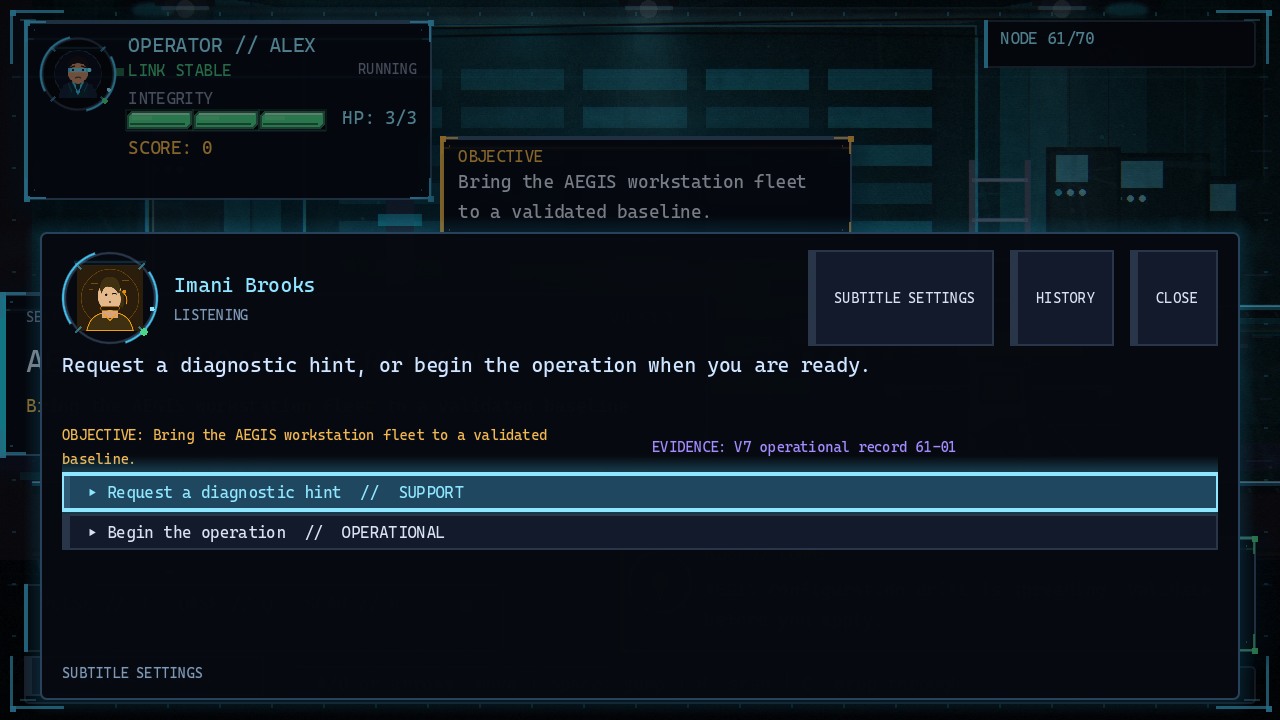 OPERATOR // ALEX
LINK STABLE
RUNNING
INTEGRITY
HP: 3/3
SCORE: 0
NODE 61/70
OBJECTIVE
Bring the AEGIS workstation fleet
to a validated baseline.
Imani Brooks
LISTENING
SUBTITLE SETTINGS
HISTORY
CLOSE
Request a diagnostic hint, or begin the operation when you are ready.
OBJECTIVE: Bring the AEGIS workstation fleet to a validated
baseline.
EVIDENCE: V7 operational record 61-01
▸ Request a diagnostic hint // SUPPORT
▸ Begin the operation // OPERATIONAL
SUBTITLE SETTINGS